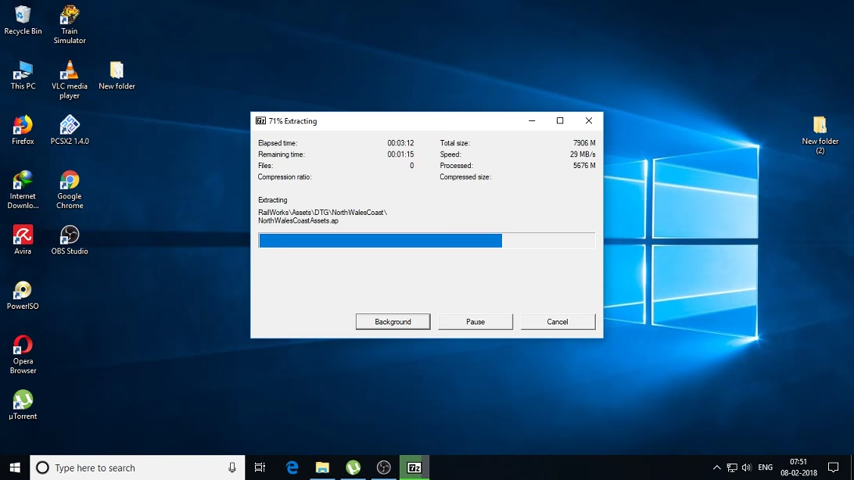 Recycle Bin
Train
Simulator
This PC
VLC media
player
New folder
Firefox
PCSX2 1.4.0
Internet
Downlo...
Google
Chrome
Avira
OBS Studio
PowerISO
Opera
Browser
µTorrent
New folder
(2)
7z
71% Extracting
Elapsed time:
00:03:12
Total size:
7906 M
Remaining time:
00:01:15
Speed:
29 MB/s
Files:
0
Processed:
5676 M
Compression ratio:
Compressed size:
Extracting
RailWorks\Assets\DTG\NorthWalesCoast\
NorthWalesCoastAssets.ap
Background
Pause
Cancel
Type here to search
7z
ENG
07:51
08-02-2018